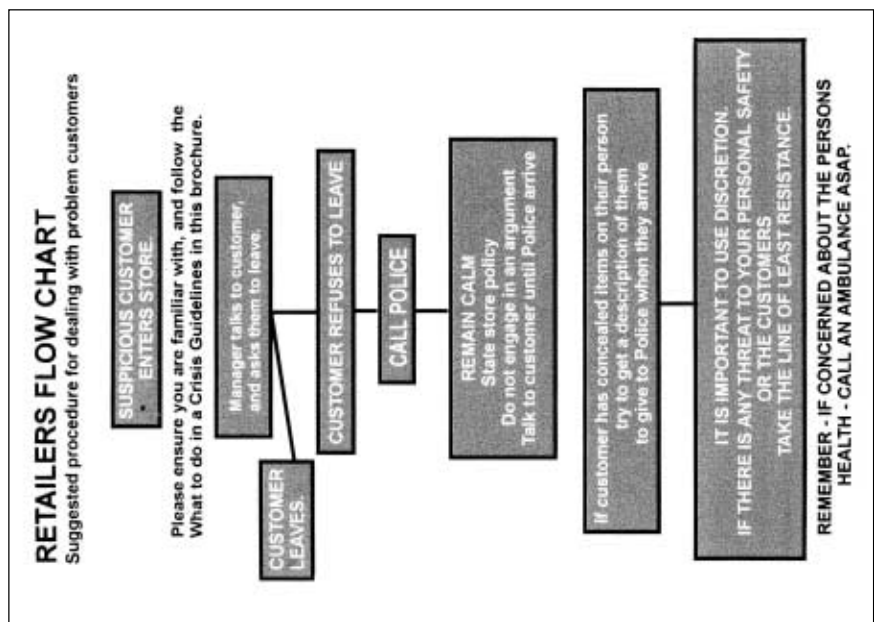 RETAILERS FLOW CHART
Suggested procedure for dealing with problem customers
SUSPICIOUS CUSTOMER
ENTERS STORE.
Please ensure you are familiar with, and follow the
What to do in a Crisis Guidelines in this brochure.
Manager talks to customer,
and asks them to leave.
CUSTOMER
LEAVES.
CUSTOMER REFUSES TO LEAVE
CALL POLICE
REMAIN CALM
State store policy
Do not engage in an argument
Talk to customer until Police arrive
If customer has concealed items on their person
try to get a description of them
to give to Police when they arrive
IT IS IMPORTANT TO USE DISCRETION.
IF THERE IS ANY THREAT TO YOUR PERSONAL SAFETY
OR THE CUSTOMERS
TAKE THE LINE OF LEAST RESISTANCE.
REMEMBER - IF CONCERNED ABOUT THE PERSONS
HEALTH - CALL AN AMBULANCE ASAP.